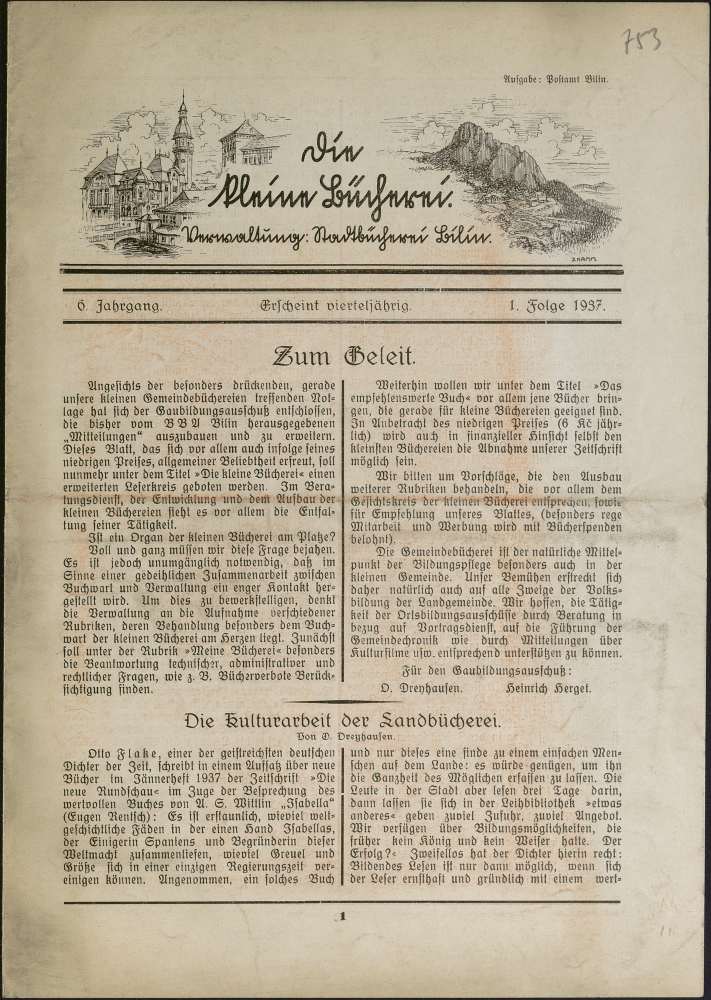 753
Aufgabe: Postamt Bilin.
Die
kleine Bücherei.
Verwaltung: Stadtbücherei Bilin.
6. Jahrgang. Erscheint vierteljährig. 1. Folge 1937.
Zum Geleit.
Angesichts der besonders drückenden, gerade
unsere kleinen Gemeindebüchereien treffenden Not-
lage hat sich der Gaubildungsausschuß entschlossen,
die bisher vom BBA Bilin herausgegebenen
„Mitteilungen“ auszubauen und zu erweitern.
Dieses Blatt, das sich vor allem auch infolge seines
niedrigen Preises, allgemeiner Beliebtheit erfreut, soll
nunmehr unter dem Titel »Die kleine Bücherei« einen
erweiterten Leserkreis geboten werden. Im Bera-
tungsdienst, der Entwicklung und dem Aufbau der
kleinen Büchereien sieht es vor allem die Entfal-
tung seiner Tätigkeit.
Ist ein Organ der kleinen Bücherei am Platze?
Voll und ganz müssen wir diese Frage bejahen.
Es ist jedoch unumgänglich notwendig, daß im
Sinne einer gedeihlichen Zusammenarbeit zwischen
Buchwart und Verwaltung ein enger Kontakt her-
gestellt wird. Um dies zu bewerkstelligen, denkt
die Verwaltung an die Aufnahme verschiedener
Rubriken, deren Behandlung besonders dem Buch-
wart der kleinen Bücherei am Herzen liegt. Zunächst
soll unter der Rubrik »Meine Bücherei« besonders
die Beantwortung technischer, administrativer und
rechtlicher Fragen, wie z. B. Bücherverbote Berück-
sichtigung finden.
Weiterhin wollen wir unter dem Titel »Das
empfehlenswerte Buch« vor allem jene Bücher brin-
gen, die gerade für kleine Büchereien geeignet sind.
In Anbetracht des niedrigen Preises (6 Kč jähr-
lich) wird auch in finanzieller Hinsicht selbst den
kleinsten Büchereien die Abnahme unserer Zeitschrift
möglich sein.
Wir bitten um Vorschläge, die den Ausbau
weiterer Rubriken behandeln, die vor allem dem
Gesichtskreis der kleinen Bücherei entsprechen, sowie
für Empfehlung unseres Blattes, (besonders rege
Mitarbeit und Werbung wird mit Bücherspenden
belohnt).
Die Gemeindebücherei ist der natürliche Mittel-
punkt der Bildungspflege besonders auch in der
kleinen Gemeinde. Unser Bemühen erstreckt sich
daher natürlich auch auf alle Zweige der Volks-
bildung der Landgemeinde. Wir hoffen, die Tätig-
keit der Ortsbildungsausschüsse durch Beratung in
bezug auf Vortragsdienst, auf die Führung der
Gemeindechronik wie durch Mitteilungen über
Kulturfilme usw. entsprechend unterstützen zu können.
Für den Gaubildungsausschuß:
O. Dreyhausen. Heinrich Herget.
Die Kulturarbeit der Landbücherei.
Von O. Dreyhausen.
Otto Flake, einer der geistreichsten deutschen
Dichter der Zeit, schreibt in einem Aufsatz über neue
Bücher im Jännerheft 1937 der Zeitschrift »Die
neue Rundschau« im Zuge der Besprechung des
wertvollen Buches von A. S. Wittlin „Isabella“
(Eugen Rentsch): Es ist erstaunlich, wieviel welt-
geschichtliche Fäden in der einen Hand Isabellas,
der Einigerin Spaniens und Begründerin dieser
Weltmacht zusammenliefen, wieviel Greuel und
Größe sich in einer einzigen Regierungszeit ver-
einigen können. Angenommen, ein solches Buch
und nur dieses eine finde zu einem einfachen Men-
schen auf dem Lande: es würde genügen, um ihn
die Ganzheit des Möglichen erfassen zu lassen. Die
Leute in der Stadt aber lesen drei Tage darin,
dann lassen sie sich in der Leihbibliothek »etwas
anderes« geben zuviel Zufuhr, zuviel Angebot.
Wir verfügen über Bildungsmöglichkeiten, die
früher kein König und kein Weiser hatte. Der
Erfolg?« Zweifellos hat der Dichter hierin recht:
Bildendes Lesen ist nur dann möglich, wenn sich
der Leser ernsthaft und gründlich mit einem wert-
1